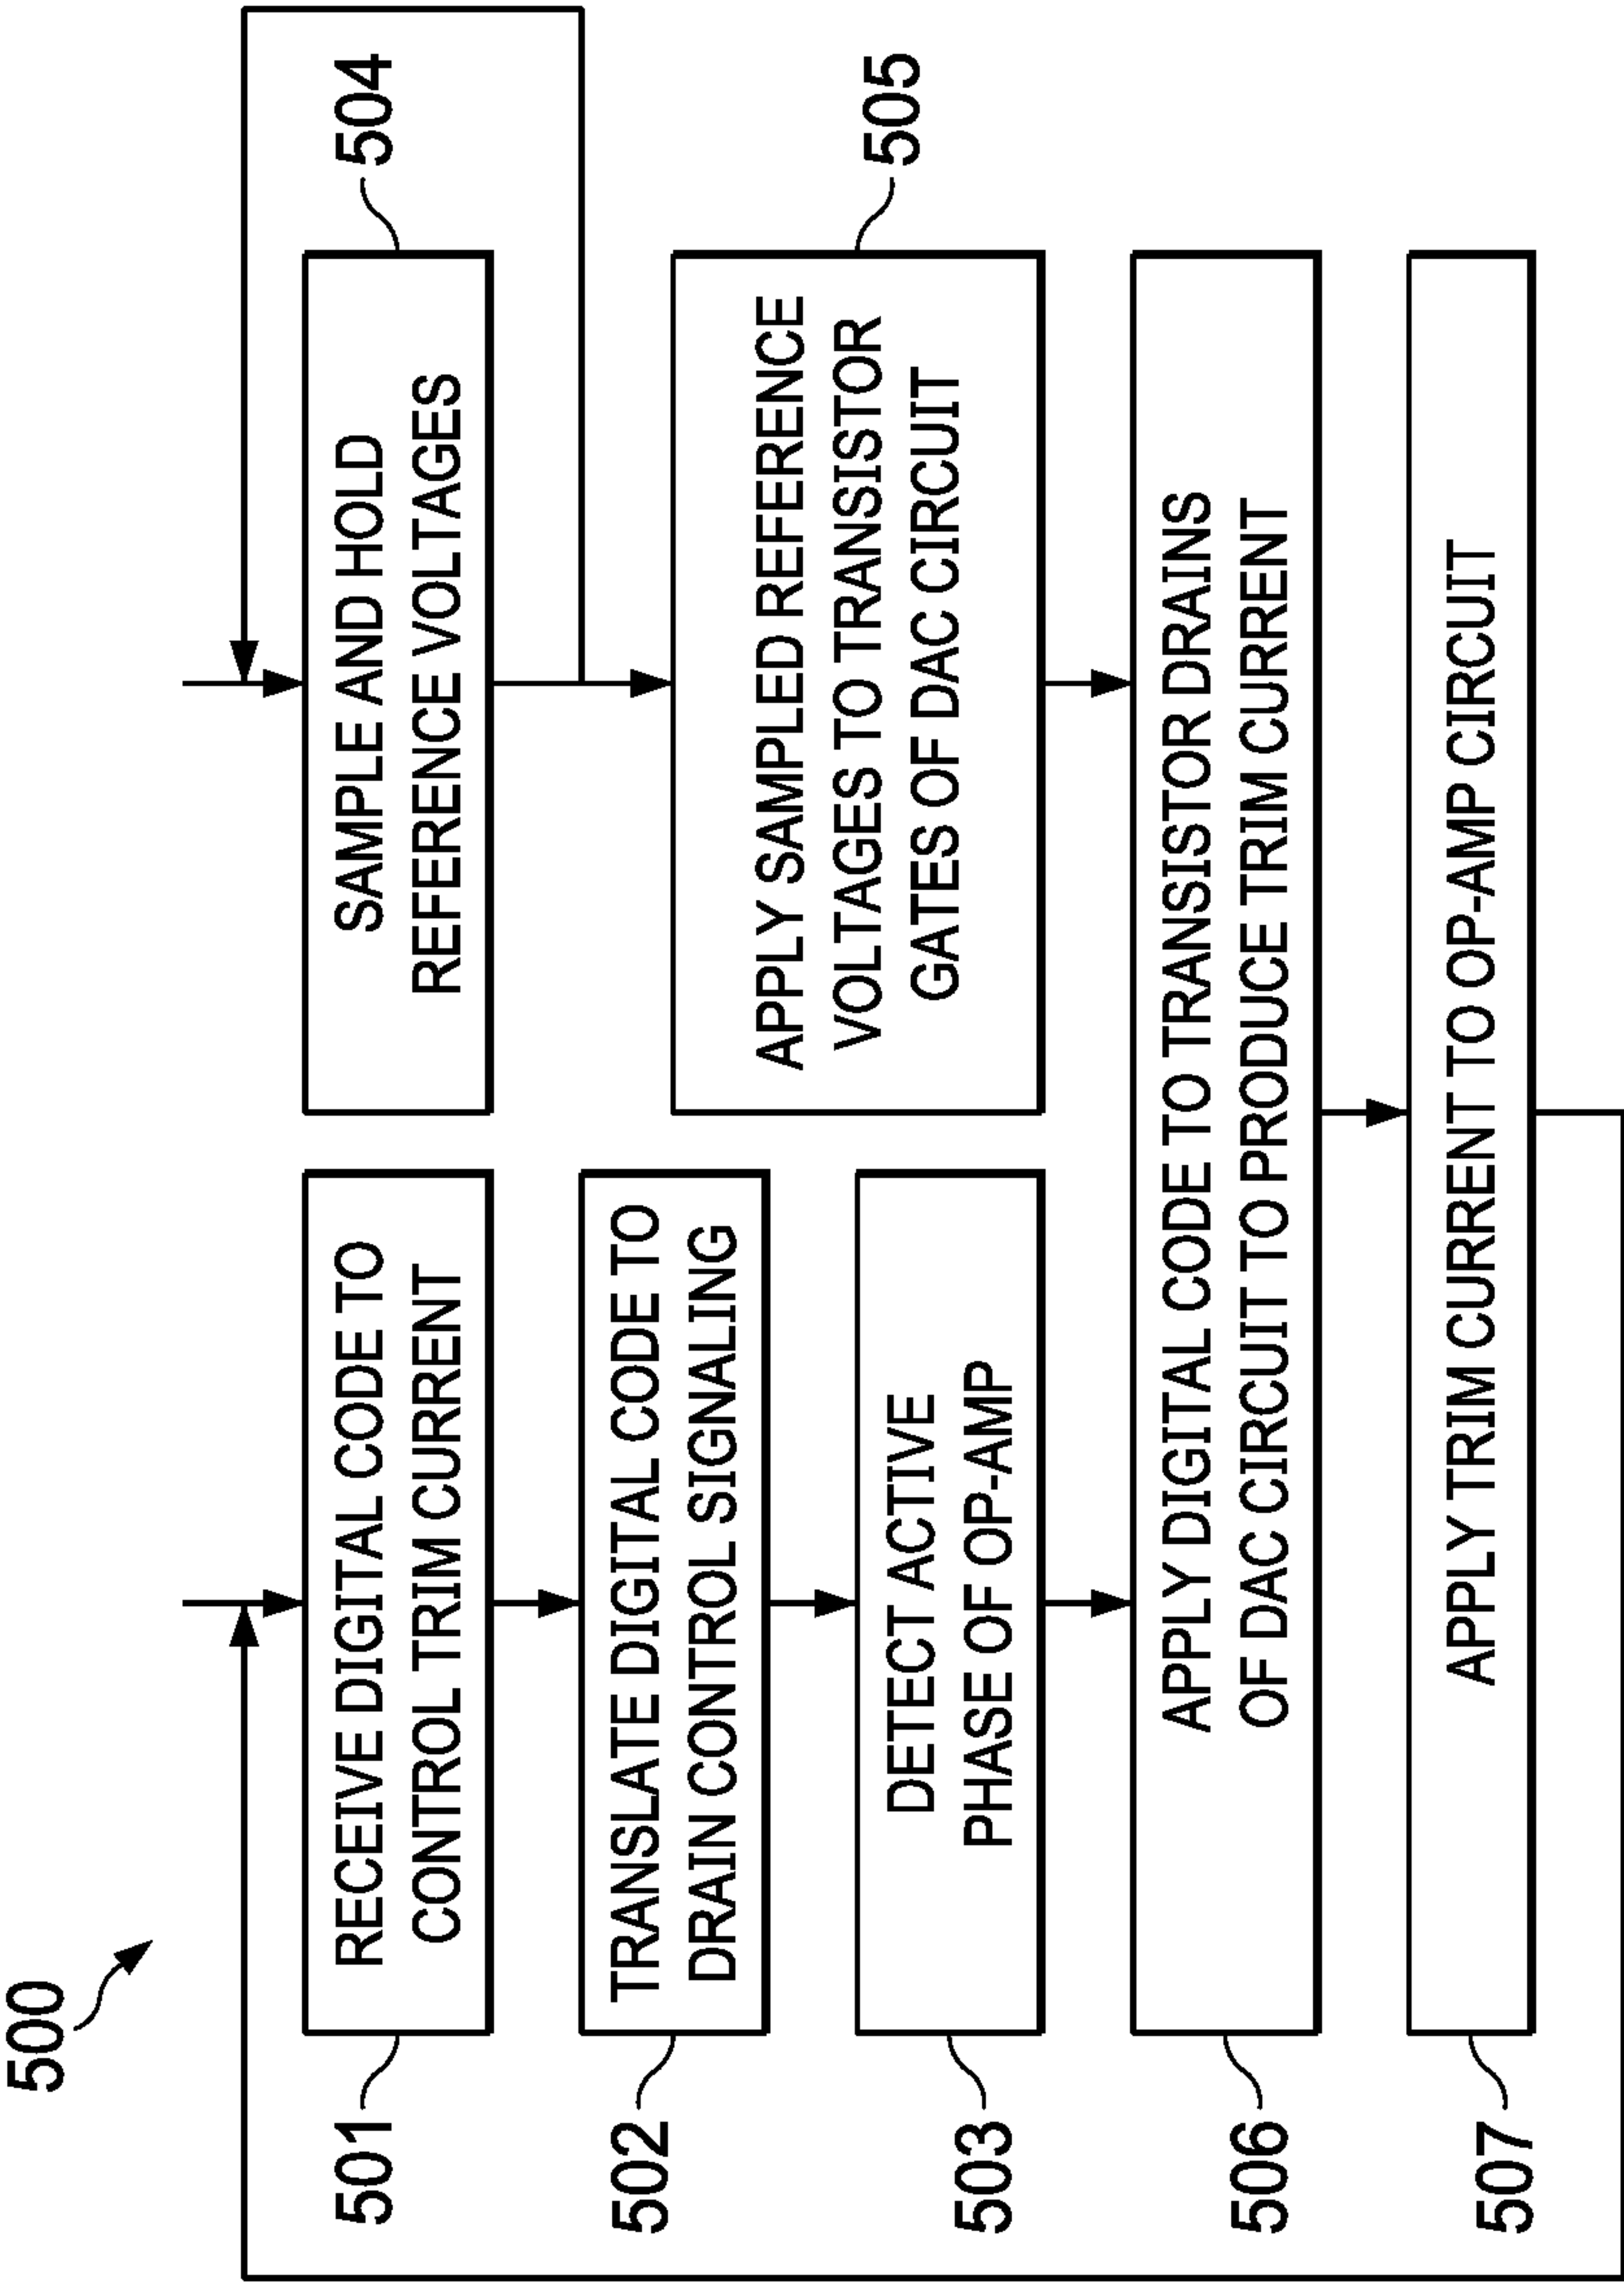 500
501
RECEIVE DIGITAL CODE TO
CONTROL TRIM CURRENT
502
TRANSLATE DIGITAL CODE TO
DRAIN CONTROL SIGNALING
503
DETECT ACTIVE
PHASE OF OP-AMP
SAMPLE AND HOLD
REFERENCE VOLTAGES
504
APPLY SAMPLED REFERENCE
VOLTAGES TO TRANSISTOR
GATES OF DAC CIRCUIT
505
506
APPLY DIGITAL CODE TO TRANSISTOR DRAINS
OF DAC CIRCUIT TO PRODUCE TRIM CURRENT
507
APPLY TRIM CURRENT TO OP-AMP CIRCUIT